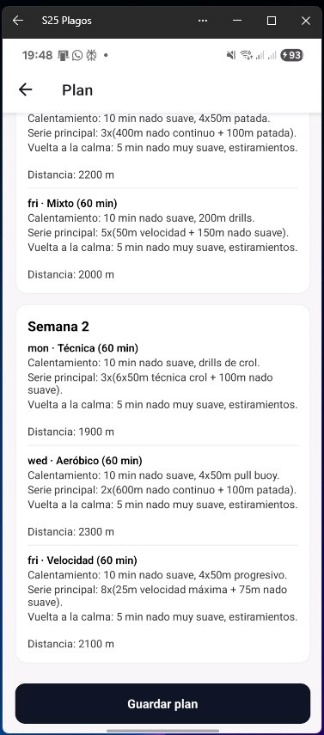 S25 Plagos
19:48
93
Plan
Calentamiento: 10 min nado suave, 4x50m patada.
Serie principal: 3x(400m nado continuo + 100m patada).
Vuelta a la calma: 5 min nado muy suave, estiramientos.
Distancia: 2200 m
fri · Mixto (60 min)
Calentamiento: 10 min nado suave, 200m drills.
Serie principal: 5x(50m velocidad + 150m nado suave).
Vuelta a la calma: 5 min nado muy suave, estiramientos.
Distancia: 2000 m
Semana 2
mon · Técnica (60 min)
Calentamiento: 10 min nado suave, drills de crol.
Serie principal: 3x(6x50m técnica crol + 100m nado
suave).
Vuelta a la calma: 5 min nado muy suave, estiramientos.
Distancia: 1900 m
wed · Aeróbico (60 min)
Calentamiento: 10 min nado suave, 4x50m pull buoy.
Serie principal: 2x(600m nado continuo + 100m patada).
Vuelta a la calma: 5 min nado muy suave, estiramientos.
Distancia: 2300 m
fri · Velocidad (60 min)
Calentamiento: 10 min nado suave, 4x50m progresivo.
Serie principal: 8x(25m velocidad máxima + 75m nado
suave).
Vuelta a la calma: 5 min nado muy suave, estiramientos.
Distancia: 2100 m
Guardar plan